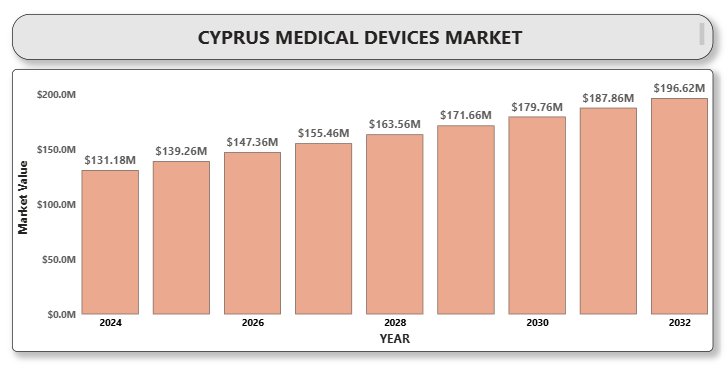 CYPRUS MEDICAL DEVICES MARKET
$200.0M
$150.0M
$100.0M
$50.0M
$0.0M
Market Value
$131.18M
$139.26M
$147.36M
$155.46M
$163.56M
$171.66M
$179.76M
$187.86M
$196.62M
2024
2026
2028
2030
2032
YEAR